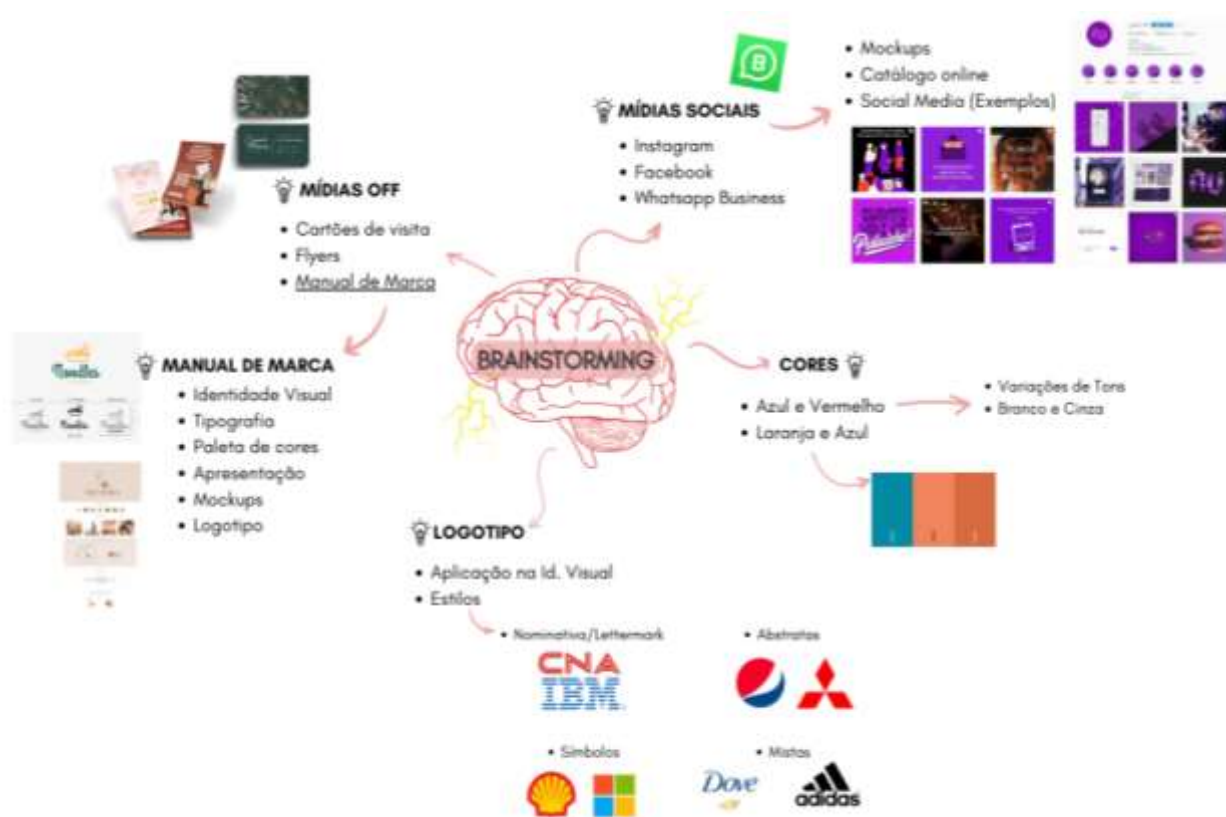 BRAINSTORMING
MÍDIAS SOCIAIS
• Instagram
• Facebook
• Whatsapp Business
• Mockups
• Catálogo online
• Social Media (Exemplos)
MÍDIAS OFF
• Cartões de visita
• Flyers
• Manual de Marca
MANUAL DE MARCA
• Identidade Visual
• Tipografia
• Paleta de cores
• Apresentação
• Mockups
• Logotipo
CORES
• Azul e Vermelho
• Laranja e Azul
• Variações de Tons
• Branco e Cinza
LOGOTIPO
• Aplicação na Id. Visual
• Estilos
• Nominativa/Lettermark
CNA
IBM
• Abstratas
• Símbolos
• Mistas
Dove
adidas